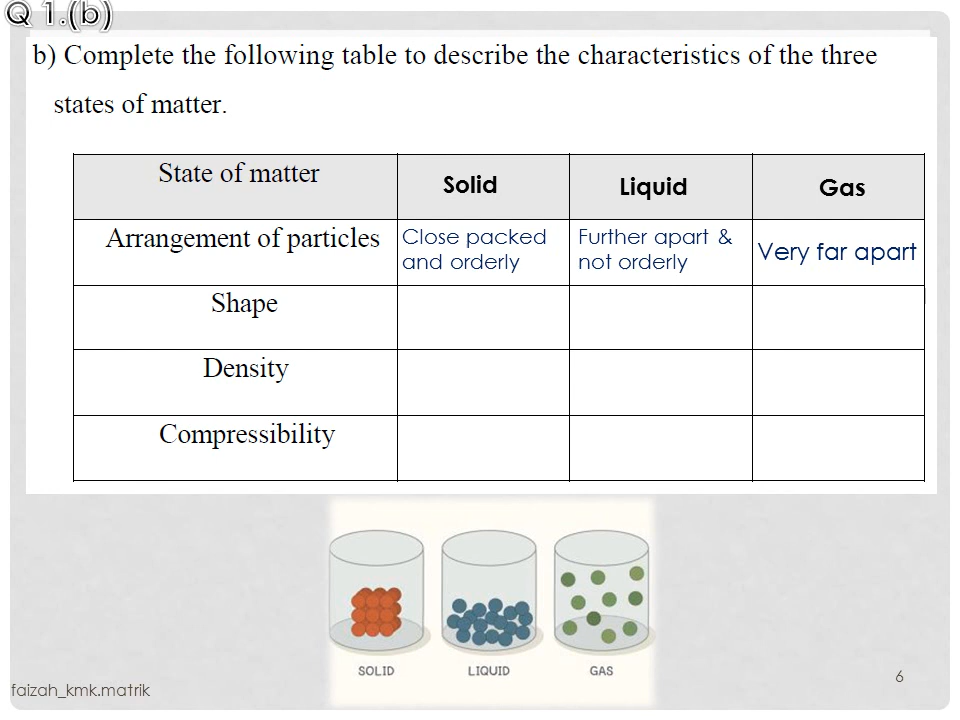 Q 1.(b)
b) Complete the following table to describe the characteristics of the three
states of matter.
State of matter
Solid
Liquid
Gas
Arrangement of particles
Close packed
and orderly
Further apart &
not orderly
Very far apart
Shape
Density
Compressibility
SOLID
LIQUID
GAS
faizah_kmk.matrik
6